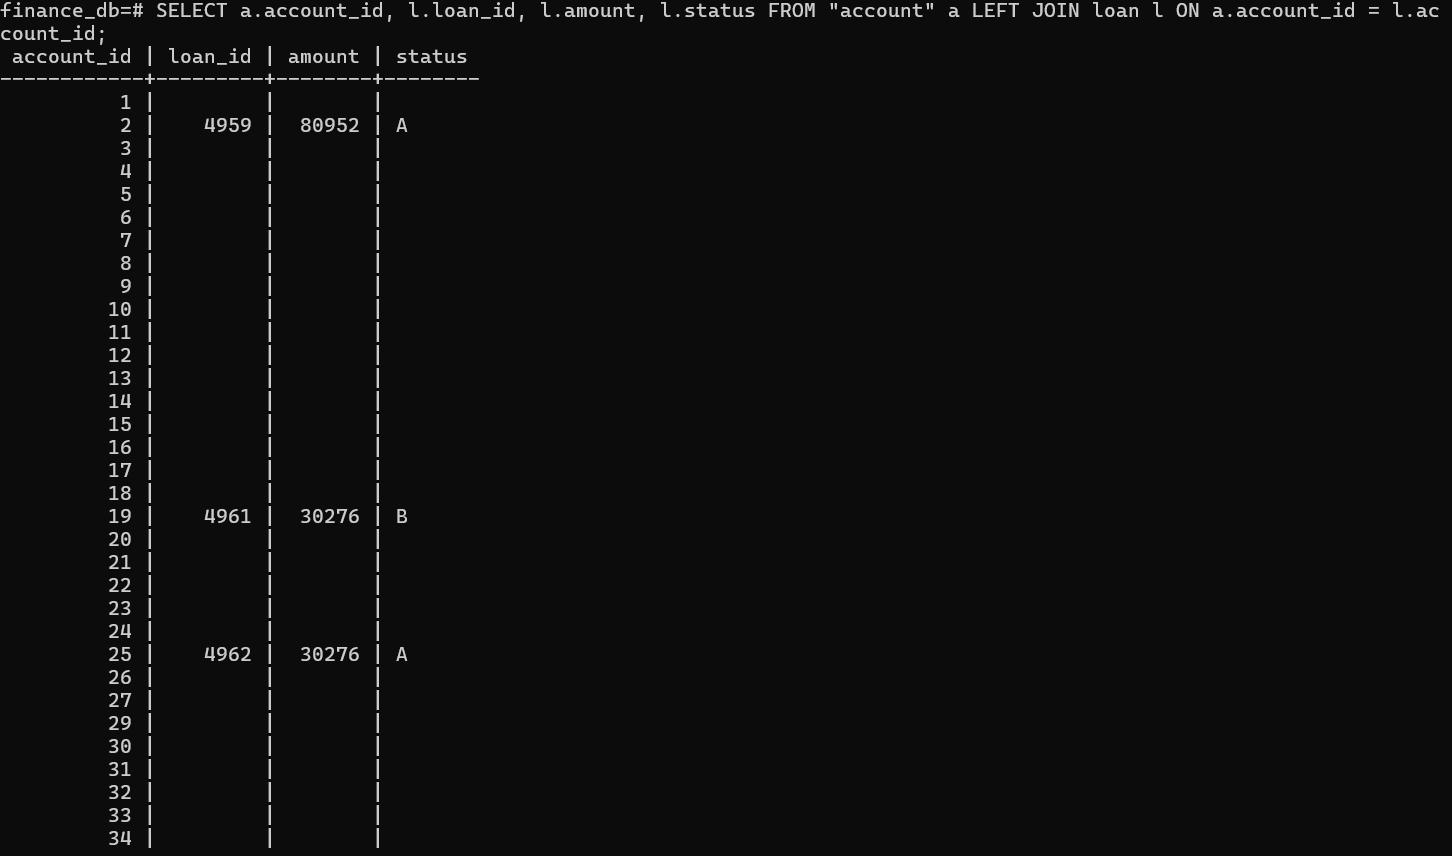 finance_db=# SELECT a.account_id, l.loan_id, l.amount, l.status FROM "account" a LEFT JOIN loan l ON a.account_id = l.ac
count_id;
 account_id | loan_id | amount | status
------------+---------+--------+--------
          1 |         |        |
          2 |    4959 |  80952 | A
          3 |         |        |
          4 |         |        |
          5 |         |        |
          6 |         |        |
          7 |         |        |
          8 |         |        |
          9 |         |        |
         10 |         |        |
         11 |         |        |
         12 |         |        |
         13 |         |        |
         14 |         |        |
         15 |         |        |
         16 |         |        |
         17 |         |        |
         18 |         |        |
         19 |    4961 |  30276 | B
         20 |         |        |
         21 |         |        |
         22 |         |        |
         23 |         |        |
         24 |         |        |
         25 |    4962 |  30276 | A
         26 |         |        |
         27 |         |        |
         29 |         |        |
         30 |         |        |
         31 |         |        |
         32 |         |        |
         33 |         |        |
         34 |         |        |